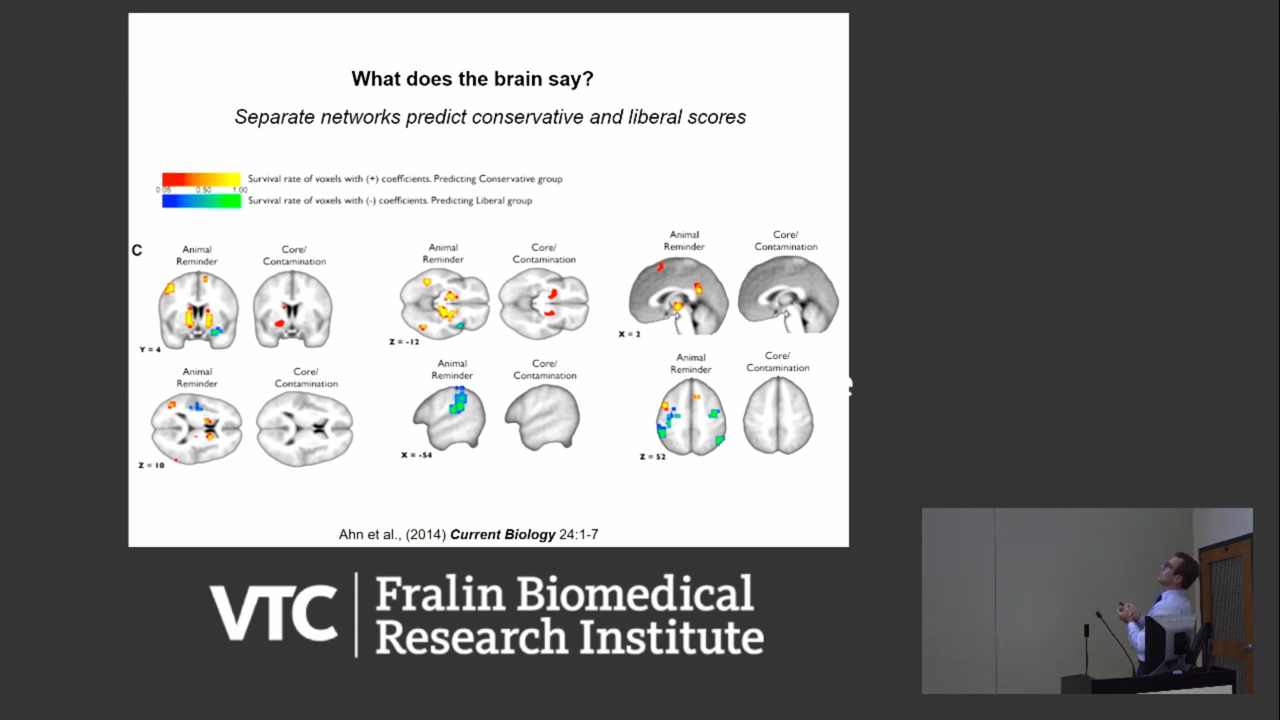 What does the brain say?
Separate networks predict conservative and liberal scores
Survival rate of voxels with (+) coefficients. Predicting Conservative group
0.05 0.50 1.00
Survival rate of voxels with (-) coefficients. Predicting Liberal group
C
Animal Reminder
Core/ Contamination
Y = 4
Animal Reminder
Core/ Contamination
Z = -12
Animal Reminder
Core/ Contamination
X = 2
Animal Reminder
Core/ Contamination
Z = 10
Animal Reminder
Core/ Contamination
X = -54
Animal Reminder
Core/ Contamination
Z = 52
Ahn et al., (2014) Current Biology 24:1-7
VTC
Fralin Biomedical
Research Institute